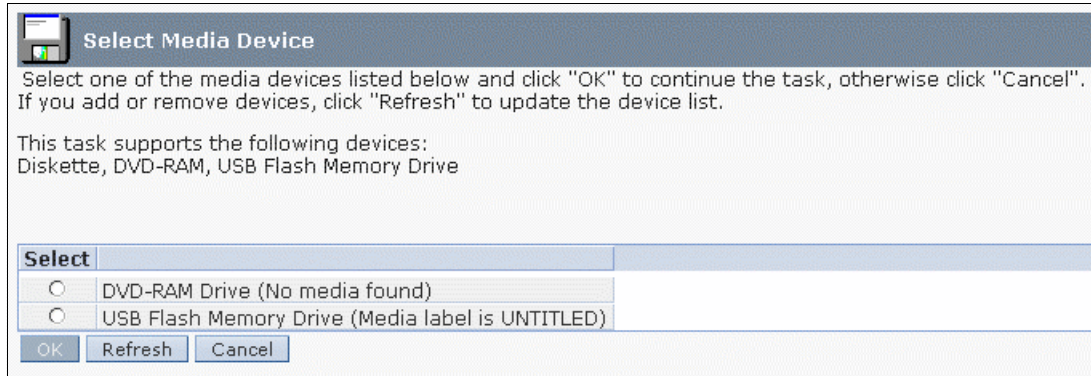 Select Media Device
Select one of the media devices listed below and click "OK" to continue the task, otherwise click "Cancel".
If you add or remove devices, click "Refresh" to update the device list.
This task supports the following devices:
Diskette, DVD-RAM, USB Flash Memory Drive
Select
DVD-RAM Drive (No media found)
USB Flash Memory Drive (Media label is UNTITLED)
OK Refresh Cancel